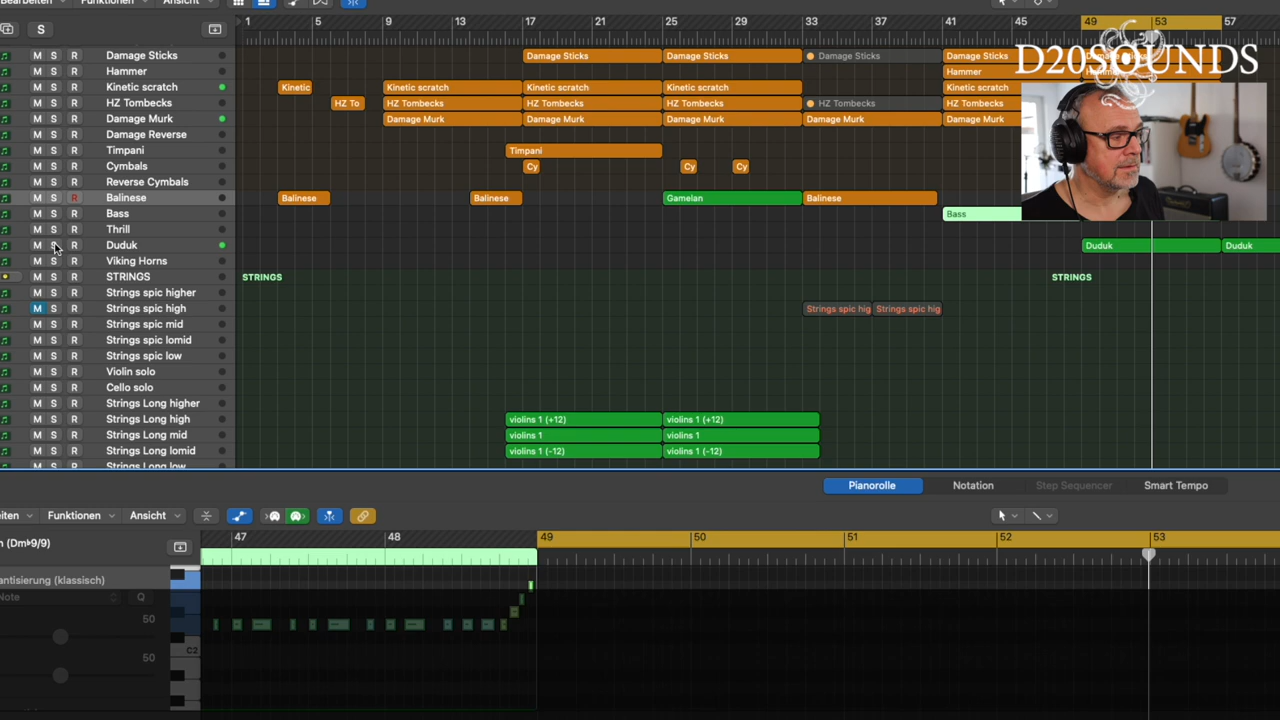 Bearbeiten Funktionen Ansicht
S
1 5 9 13 17 21 25 29 33 37 41 45 49 53 57
D20SOUNDS
M S R Damage Sticks Damage Sticks Damage Sticks Damage Sticks Damage Sticks
M S R Hammer Hammer
M S R Kinetic scratch Kinetic Kinetic scratch Kinetic scratch Kinetic scratch Kinetic scratch
M S R HZ Tombecks HZ To HZ Tombecks HZ Tombecks HZ Tombecks HZ Tombecks HZ Tombecks
M S R Damage Murk Damage Murk Damage Murk Damage Murk Damage Murk Damage Murk
M S R Damage Reverse
M S R Timpani Timpani
M S R Cymbals Cy Cy Cy
M S R Reverse Cymbals
M S R Balinese Balinese Balinese Gamelan Balinese
M S R Bass Bass
M S R Thrill
M S R Duduk Duduk Duduk
M S R Viking Horns
M S R STRINGS STRINGS STRINGS
M S R Strings spic higher
M S R Strings spic high Strings spic hig Strings spic hig
M S R Strings spic mid
M S R Strings spic lomid
M S R Strings spic low
M S R Violin solo
M S R Cello solo
M S R Strings Long higher
M S R Strings Long high violins 1 (+12) violins 1 (+12)
M S R Strings Long mid violins 1 violins 1
M S R Strings Long lomid violins 1 (-12) violins 1 (-12)
Strings Long low
Pianorolle Notation Step Sequencer Smart Tempo
eiten Funktionen Ansicht
47 48 49 50 51 52 53
(Dm♭9/9)
antisierung (klassisch)
Note Q
50
C2
50